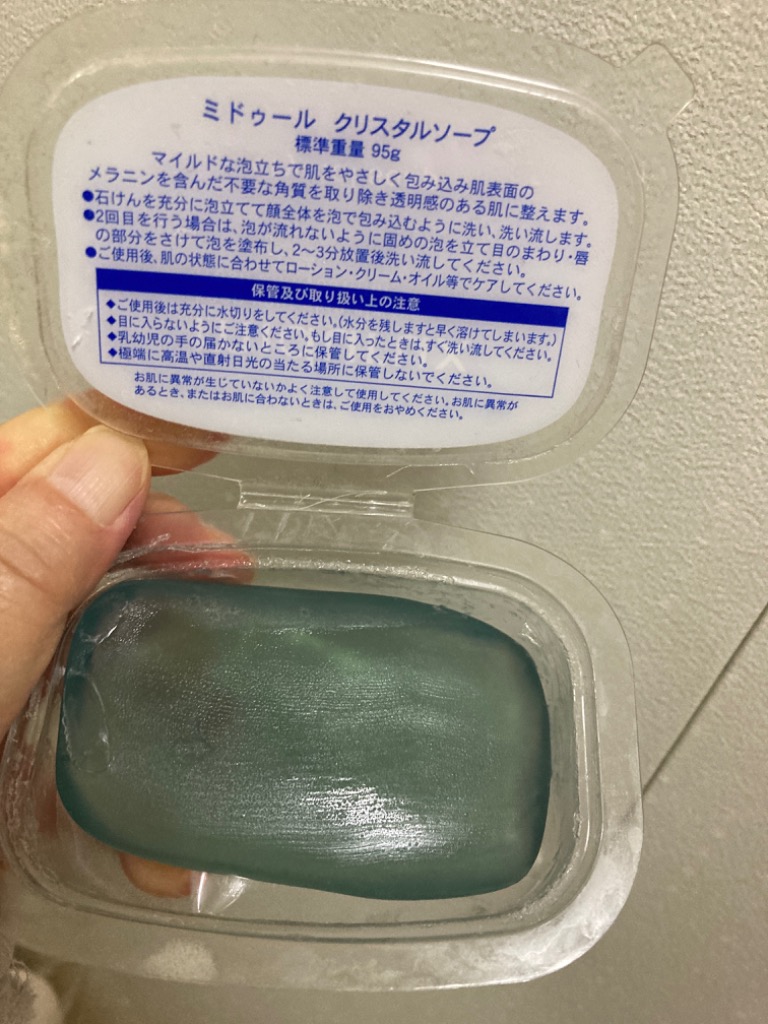 ミドゥール クリスタルソープ
標準重量 95g
マイルドな泡立ちで肌をやさしく包み込み肌表面の
メラニンを含んだ不要な角質を取り除き透明感のある肌に整えます。
●石けんを充分に泡立てて顔全体を泡で包み込むように洗い、洗い流します。
●2回目を行う場合は、泡が流れないように固めの泡を立て目のまわり・唇
の部分をさけて泡を塗布し、2〜3分放置後洗い流してください。
●ご使用後、肌の状態に合わせてローション・クリーム・オイル等でケアしてください。
保管及び取り扱い上の注意
◆ご使用後は充分に水切りをしてください。(水分を残しますと早く溶けてしまいます。)
◆目に入らないようにご注意ください。もし目に入ったときは、すぐ洗い流してください。
◆乳幼児の手の届かないところに保管してください。
◆極端に高温や直射日光の当たる場所に保管しないでください。
お肌に異常が生じていないかよく注意して使用してください。お肌に異常が
あるとき、またはお肌に合わないときは、ご使用をおやめください。